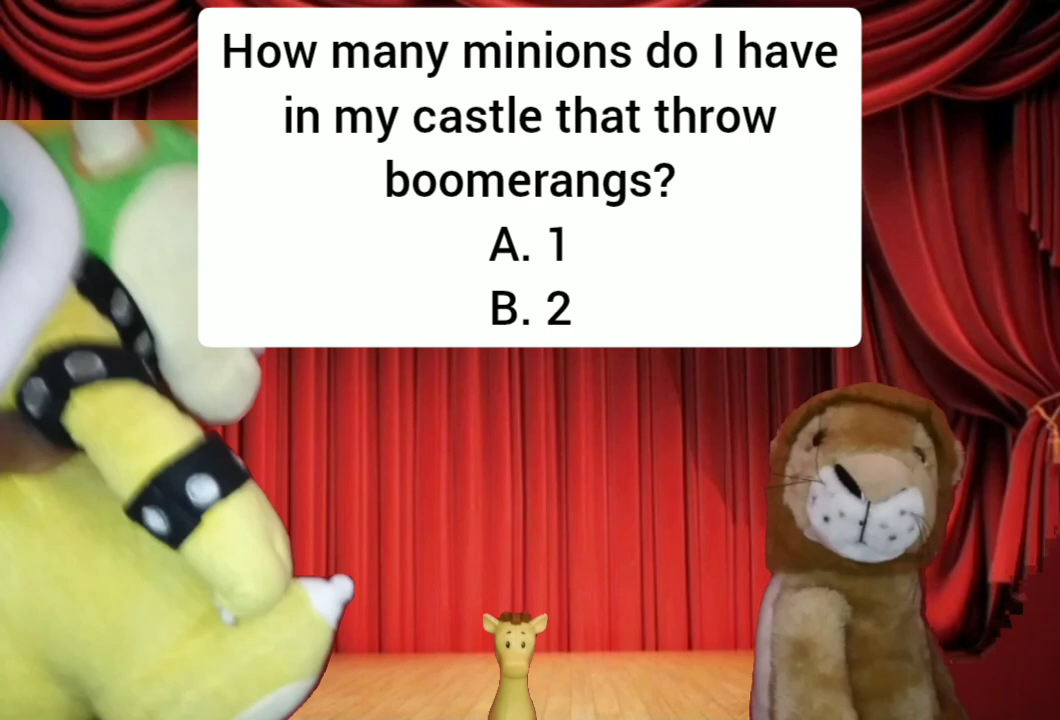 How many minions do I have
in my castle that throw
boomerangs?
A. 1
B. 2